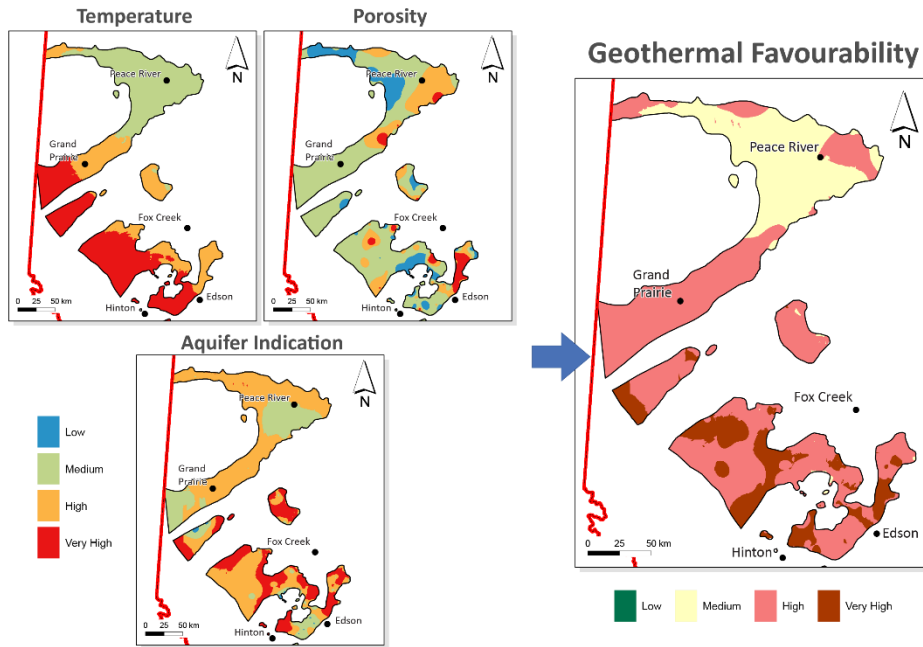 Temperature
Peace River
N
Grand
Prairie
Fox Creek
Edson
Hinton
0 25 50 km
Porosity
Peace River
N
Grand
Prairie
Fox Creek
Edson
Hinton
0 25 50 km
Aquifer Indication
Peace River
N
Grand
Prairie
Fox Creek
Edson
Hinton
0 25 50 km
Low
Medium
High
Very High
Geothermal Favourability
N
Peace River
Grand
Prairie
Fox Creek
Edson
Hinton
0 25 50 km
Low
Medium
High
Very High